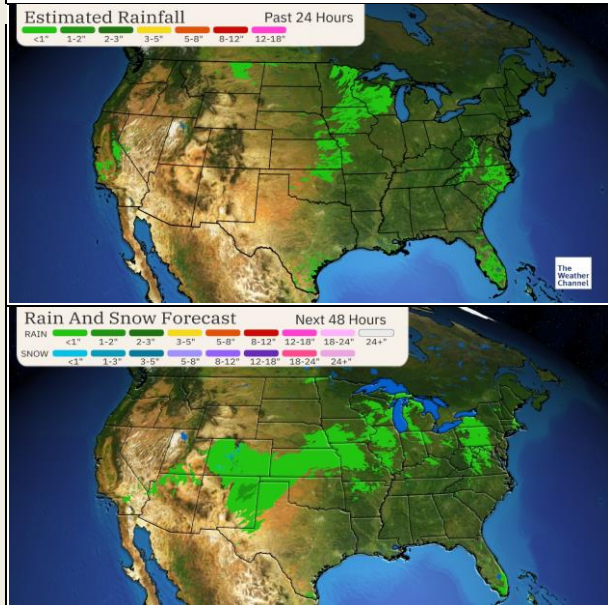 Estimated Rainfall Past 24 Hours
<1" 1-2" 2-3" 3-5" 5-8" 8-12" 12-18"
The
Weather
Channel
Rain And Snow Forecast Next 48 Hours
RAIN
<1" 1-2" 2-3" 3-5" 5-8" 8-12" 12-18" 18-24" 24+"
SNOW
<1" 1-3" 3-5" 5-8" 8-12" 12-18" 18-24" 24+"